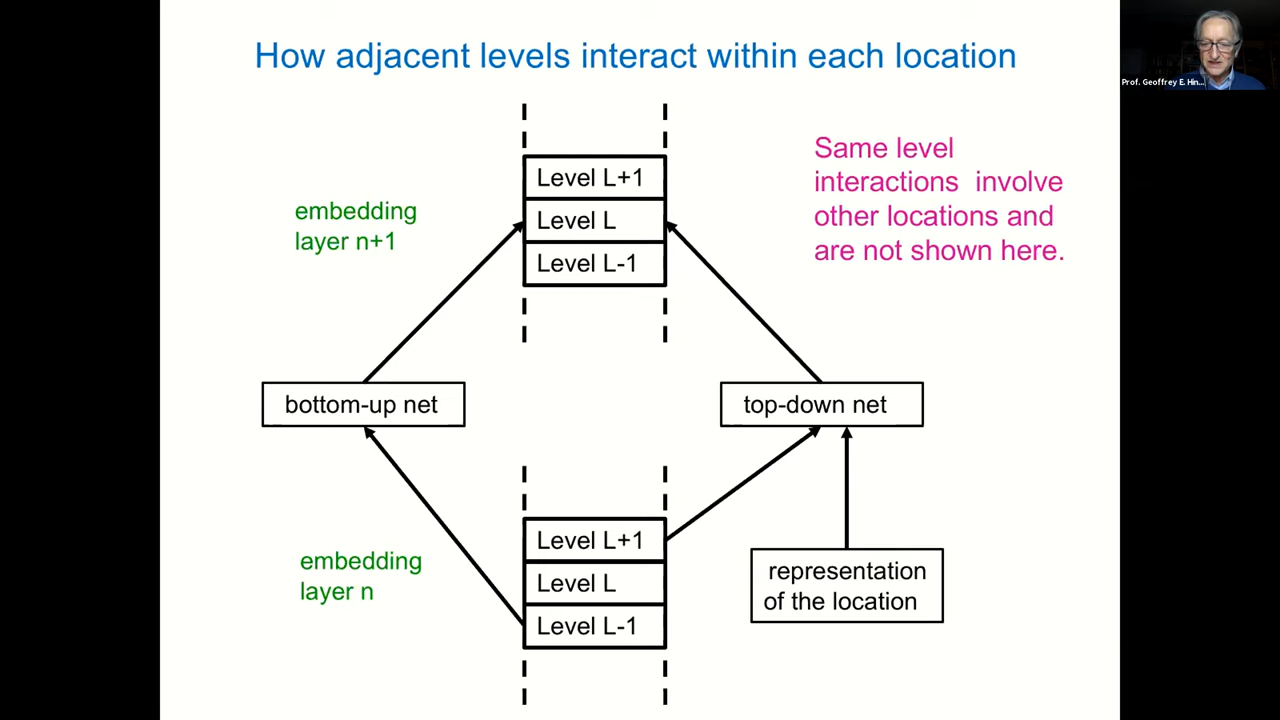 How adjacent levels interact within each location
Prof. Geoffrey E. Hin...
Same level
interactions involve
other locations and
are not shown here.
embedding
layer n+1
Level L+1
Level L
Level L-1
bottom-up net
top-down net
embedding
layer n
Level L+1
Level L
Level L-1
representation
of the location